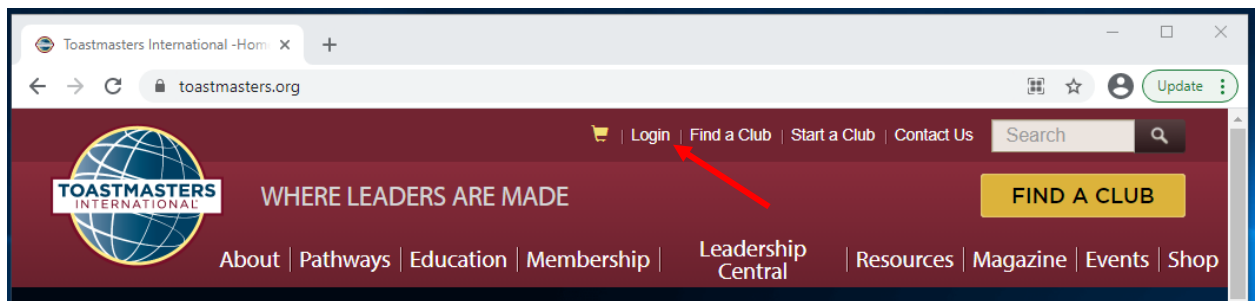 Toastmasters International -Hom
toastmasters.org
Update
Login | Find a Club | Start a Club | Contact Us
Search
TOASTMASTERS
INTERNATIONAL
WHERE LEADERS ARE MADE
FIND A CLUB
About | Pathways | Education | Membership | Leadership Central | Resources | Magazine | Events | Shop